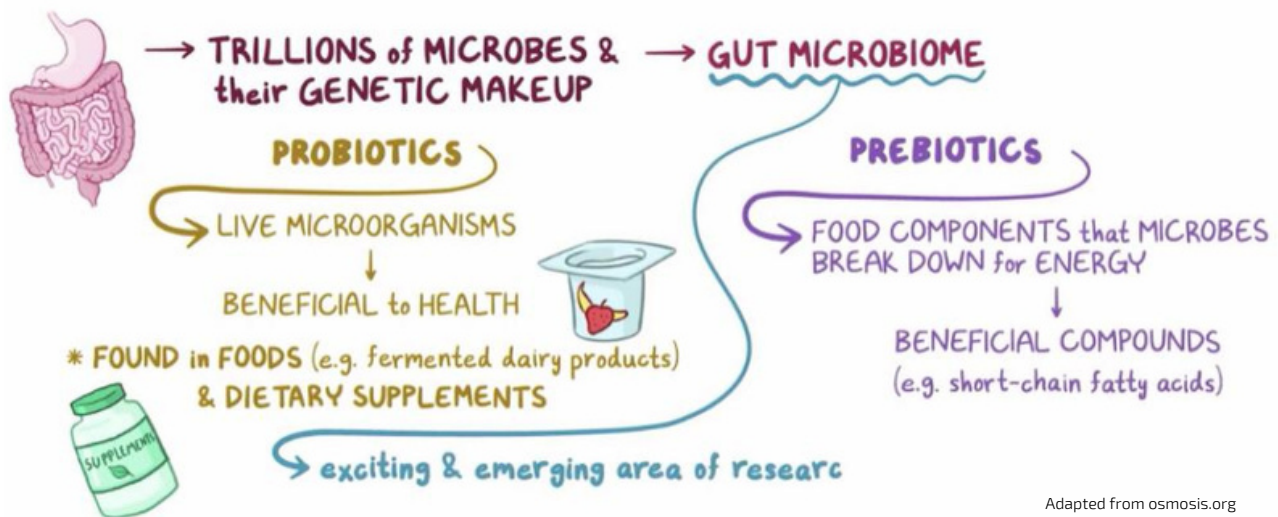 → TRILLIONS of MICROBES & → GUT MICROBIOME
their GENETIC MAKEUP
PROBIOTICS
LIVE MICROORGANISMS
↓
BENEFICIAL to HEALTH
* FOUND in FOODS (e.g. fermented dairy products)
& DIETARY SUPPLEMENTS
SUPPLEMENTS
PREBIOTICS
FOOD COMPONENTS that MICROBES
BREAK DOWN for ENERGY
↓
BENEFICIAL COMPOUNDS
(e.g. short-chain fatty acids)
exciting & emerging area of researc
Adapted from osmosis.org